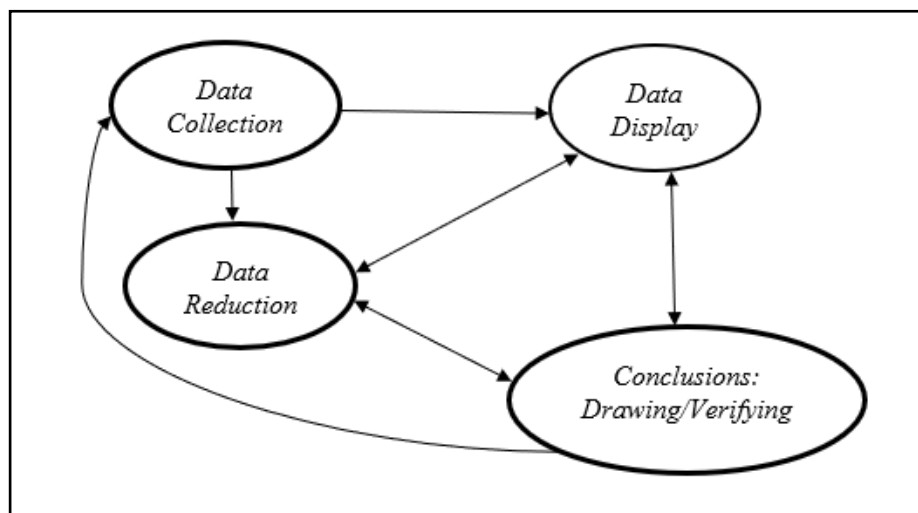 Data
Collection
Data
Display
Data
Reduction
Conclusions:
Drawing/Verifying